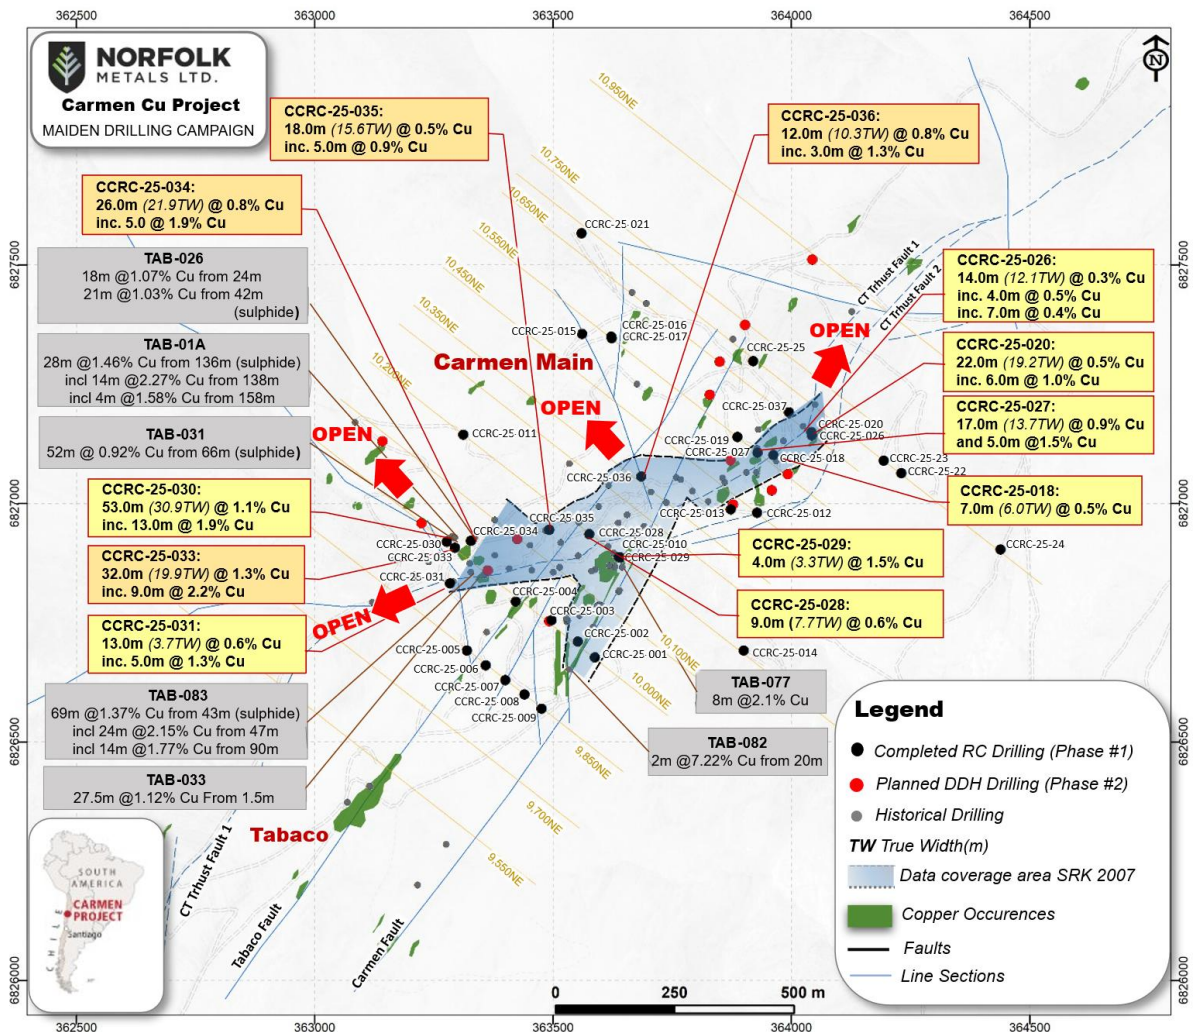 362500
363000
363500
364000
364500
NORFOLK
METALS LTD.
Carmen Cu Project
MAIDEN DRILLING CAMPAIGN
CCRC-25-035:
18.0m (15.6TW) @ 0.5% Cu
inc. 5.0m @ 0.9% Cu
CCRC-25-036:
12.0m (10.3TW) @ 0.8% Cu
inc. 3.0m @ 1.3% Cu
N
CCRC-25-034:
26.0m (21.9TW) @ 0.8% Cu
inc. 5.0 @ 1.9% Cu
TAB-026
18m @1.07% Cu from 24m
21m @1.03% Cu from 42m
(sulphide)
TAB-01A
28m @1.46% Cu from 136m (sulphide)
incl 14m @2.27% Cu from 138m
incl 4m @1.58% Cu from 158m
TAB-031
52m @ 0.92% Cu from 66m (sulphide)
CCRC-25-030:
53.0m (30.9TW) @ 1.1% Cu
inc. 13.0m @ 1.9% Cu
CCRC-25-033:
32.0m (19.9TW) @ 1.3% Cu
inc. 9.0m @ 2.2% Cu
CCRC-25-031:
13.0m (3.7TW) @ 0.6% Cu
inc. 5.0m @ 1.3% Cu
TAB-083
69m @1.37% Cu from 43m (sulphide)
incl 24m @2.15% Cu from 47m
incl 14m @1.77% Cu from 90m
TAB-033
27.5m @1.12% Cu From 1.5m
CCRC-25-026:
14.0m (12.1TW) @ 0.3% Cu
inc. 4.0m @ 0.5% Cu
inc. 7.0m @ 0.4% Cu
CCRC-25-020:
22.0m (19.2TW) @ 0.5% Cu
inc. 6.0m @ 1.0% Cu
CCRC-25-027:
17.0m (13.7TW) @ 0.9% Cu
and 5.0m @1.5% Cu
CCRC-25-018:
7.0m (6.0TW) @ 0.5% Cu
CCRC-25-029:
4.0m (3.3TW) @ 1.5% Cu
CCRC-25-028:
9.0m (7.7TW) @ 0.6% Cu
TAB-077
8m @2.1% Cu
TAB-082
2m @7.22% Cu from 20m
10,950NE
10,750NE
10,650NE
10,550NE
10,450NE
10,350NE
10,200NE
10,100NE
10,000NE
9,850NE
9,700NE
9,550NE
CCRC-25-021
CCRC-25-015
CCRC-25-016
CCRC-25-017
CCRC-25-25
CCRC-25-011
CCRC-25-037
CCRC-25-019
CCRC-25-020
CCRC-25-026
CCRC-25-027
CCRC-25-018
CCRC-25-23
CCRC-25-22
CCRC-25-036
CCRC-25-013
CCRC-25-012
CCRC-25-24
CCRC-25-035
CCRC-25-034
CCRC-25-028
CCRC-25-010
CCRC-25-029
CCRC-25-030
CCRC-25-033
CCRC-25-031
CCRC-25-004
CCRC-25-003
CCRC-25-002
CCRC-25-001
CCRC-25-014
CCRC-25-005
CCRC-25-006
CCRC-25-007
CCRC-25-008
CCRC-25-009
Carmen Main
OPEN
OPEN
OPEN
OPEN
CT Trhust Fault 1
CT Trhust Fault 2
Tabaco
CT Trhust Fault 1
Tabaco Fault
Carmen Fault
Legend
Completed RC Drilling (Phase #1)
Planned DDH Drilling (Phase #2)
Historical Drilling
TW True Width(m)
Data coverage area SRK 2007
Copper Occurences
Faults
Line Sections
SOUTH
AMERICA
CARMEN
PROJECT
Santiago
CHILE
0
250
500 m
6827500
6827000
6826500
6826000
6827500
6827000
6826500
6826000
362500
363000
363500
364000
364500